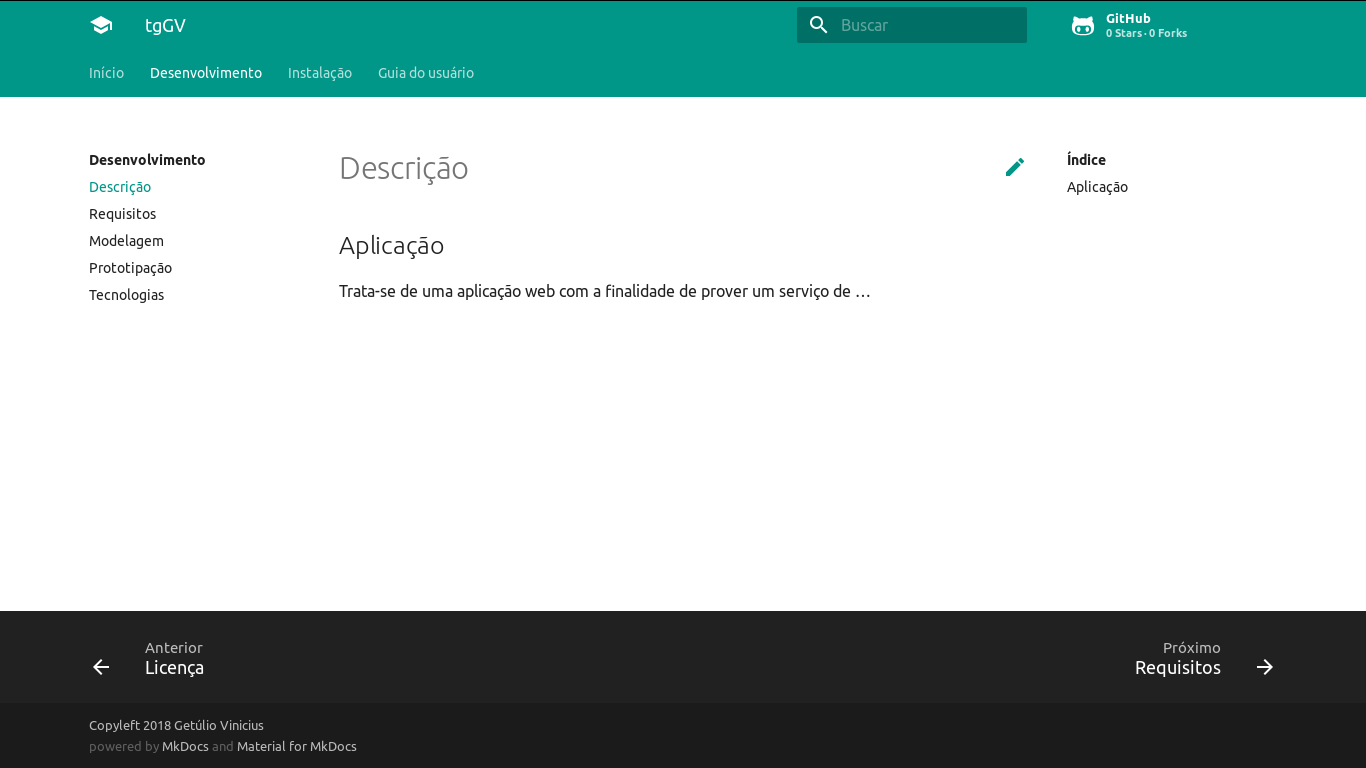 tgGV
Buscar
GitHub
0 Stars · 0 Forks
Início Desenvolvimento Instalação Guia do usuário
Desenvolvimento
Descrição
Requisitos
Modelagem
Prototipação
Tecnologias
Descrição
Aplicação
Trata-se de uma aplicação web com a finalidade de prover um serviço de …
Índice
Aplicação
Anterior
Licença
Próximo
Requisitos
Copyleft 2018 Getúlio Vinicius
powered by MkDocs and Material for MkDocs